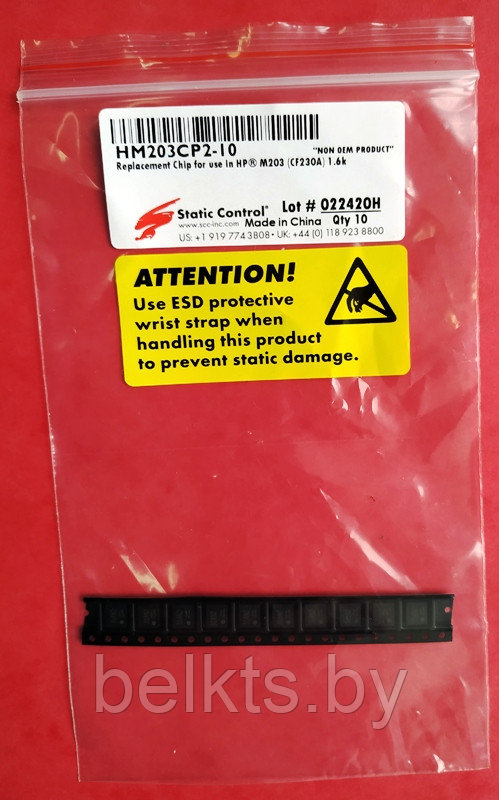 HM203CP2-10
"NON OEM PRODUCT"
Replacement Chip for use in HP® M203 (CF230A) 1.6k
Static Control®
Lot # 022420H
www.scc-inc.com Made in China Qty 10
US: +1 919 774 3808 • UK: +44 (0) 118 923 8800
ATTENTION!
Use ESD protective
wrist strap when
handling this product
to prevent static damage.
belkts.by